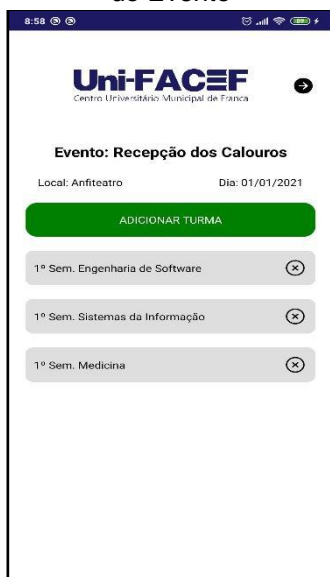 do Evento
8:58
Uni-FACEF
Centro Universitário Municipal de Franca
Evento: Recepção dos Calouros
Local: Anfiteatro Dia: 01/01/2021
ADICIONAR TURMA
1º Sem. Engenharia de Software
1º Sem. Sistemas da Informação
1º Sem. Medicina